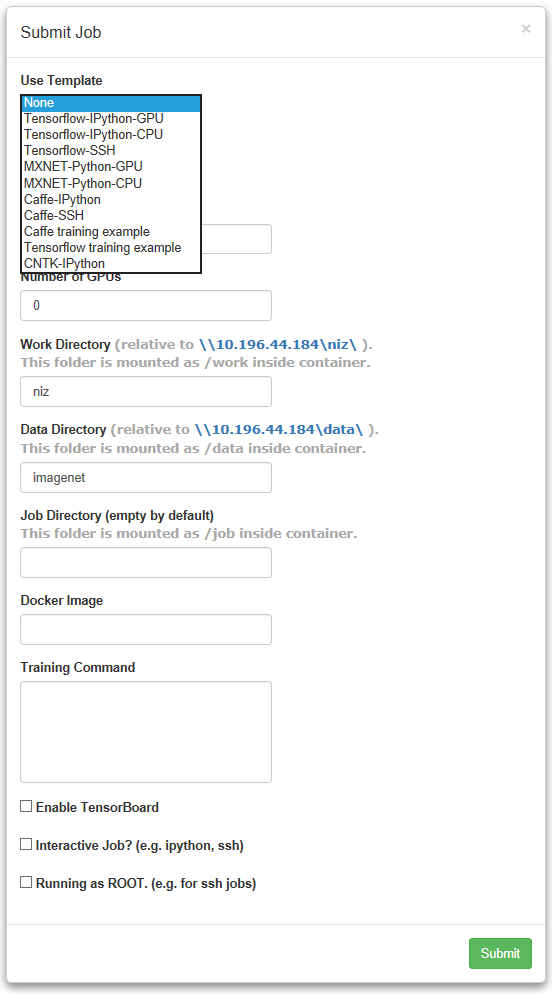 Submit Job ×
Use Template
None
Tensorflow-IPython-GPU
Tensorflow-IPython-CPU
Tensorflow-SSH
MXNET-Python-GPU
MXNET-Python-CPU
Caffe-IPython
Caffe-SSH
Caffe training example
Tensorflow training example
CNTK-IPython
Number of GPUs
0
Work Directory (relative to \\10.196.44.184\niz\ ).
This folder is mounted as /work inside container.
niz
Data Directory (relative to \\10.196.44.184\data\ ).
This folder is mounted as /data inside container.
imagenet
Job Directory (empty by default)
This folder is mounted as /job inside container.
Docker Image
Training Command
Enable TensorBoard
Interactive Job? (e.g. ipython, ssh)
Running as ROOT. (e.g. for ssh jobs)
Submit